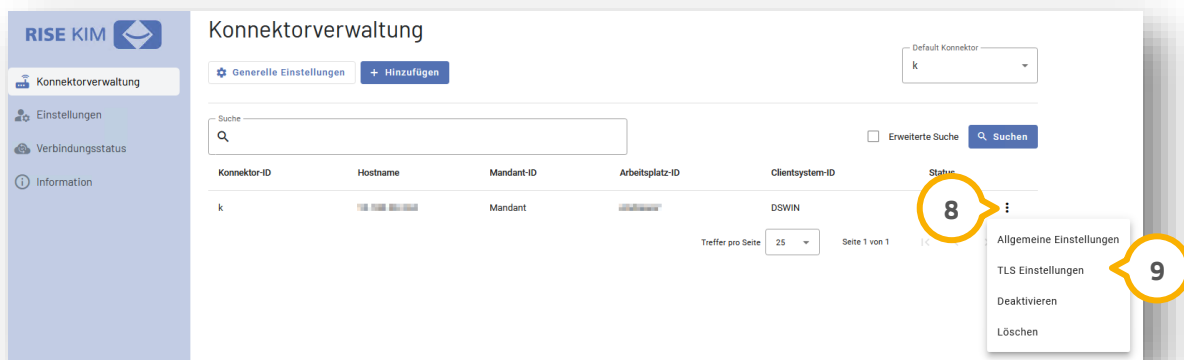 RISE KIM
Konnektorverwaltung
Einstellungen
Verbindungsstatus
Information
Konnektorverwaltung
Generelle Einstellungen
+ Hinzufügen
Default Konnektor
k
Suche
Erweiterte Suche
Suchen
Konnektor-ID Hostname Mandant-ID Arbeitsplatz-ID Clientsystem-ID Status
k Mandant DSWIN
8
Treffer pro Seite 25 Seite 1 von 1
Allgemeine Einstellungen
TLS Einstellungen
9
Deaktivieren
Löschen